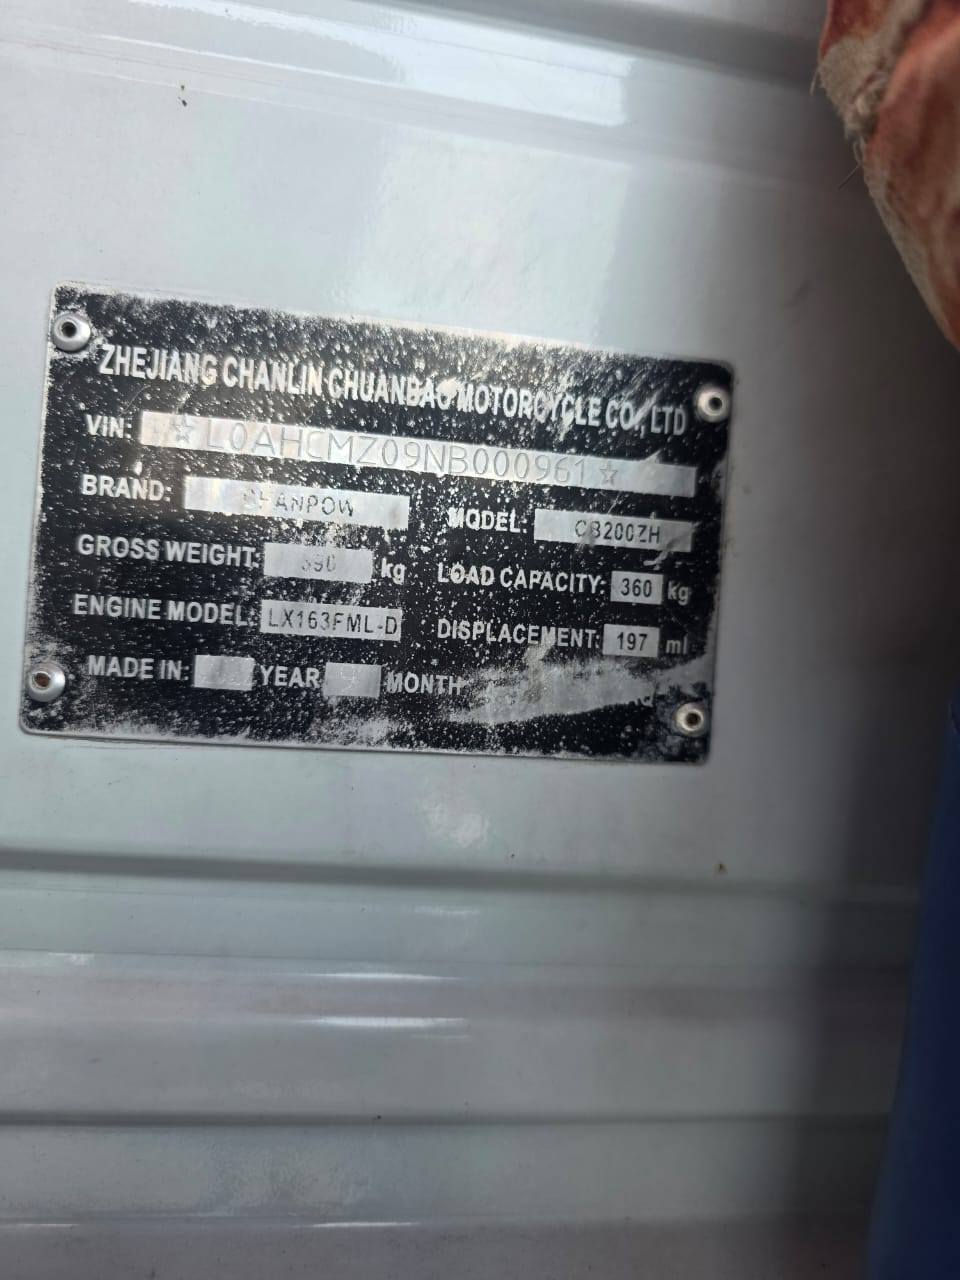 ZHEJIANG CHANLIN CHUANBAO MOTORCYCLE CO., LTD
VIN: ☆L0AHCMZ09NB000961☆
BRAND: MODEL: CB200ZH
GROSS WEIGHT: kg LOAD CAPACITY: 360 kg
ENGINE MODEL: LX163FML-D DISPLACEMENT: 197 ml
MADE IN: YEAR MONTH